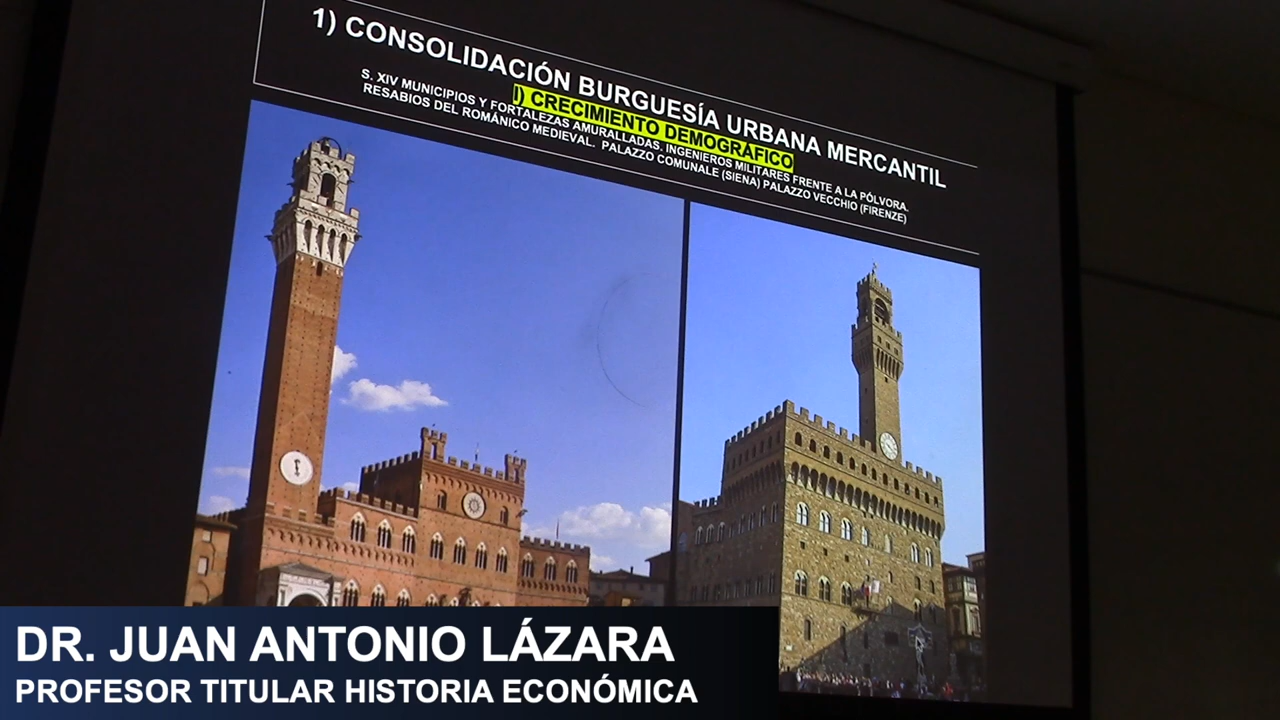 1) CONSOLIDACIÓN BURGUESÍA URBANA MERCANTIL
I) CRECIMIENTO DEMOGRÁFICO
S. XIV MUNICIPIOS Y FORTALEZAS AMURALLADAS. INGENIEROS MILITARES FRENTE A LA PÓLVORA.
RESABIOS DEL ROMÁNICO MEDIEVAL. PALAZZO COMUNALE (SIENA) PALAZZO VECCHIO (FIRENZE)
DR. JUAN ANTONIO LÁZARA
PROFESOR TITULAR HISTORIA ECONÓMICA